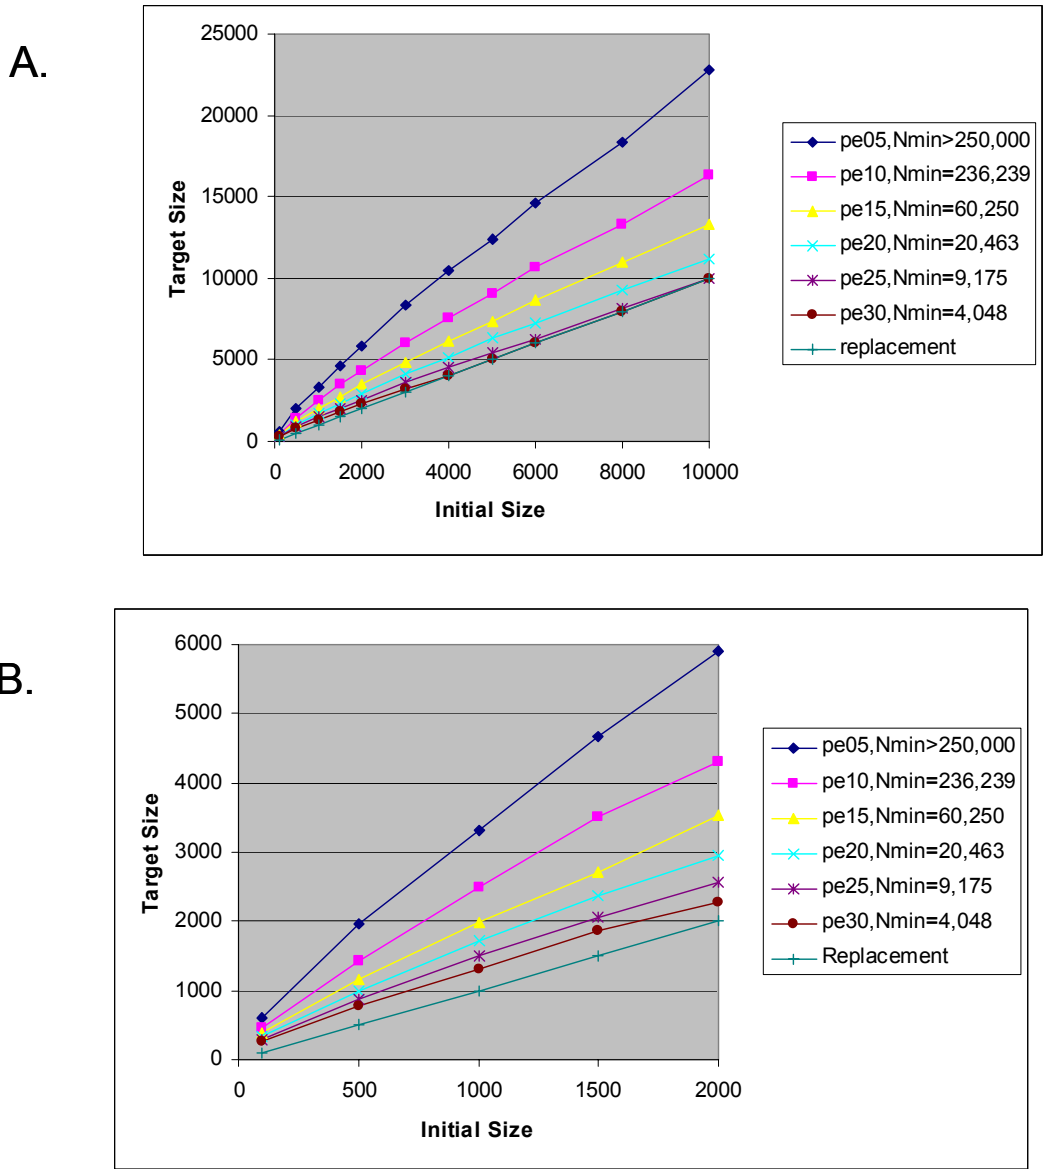 A.
25000
20000
15000
10000
5000
0
Target Size
0 2000 4000 6000 8000 10000
Initial Size
pe05,Nmin>250,000
pe10,Nmin=236,239
pe15,Nmin=60,250
pe20,Nmin=20,463
pe25,Nmin=9,175
pe30,Nmin=4,048
replacement
B.
6000
5000
4000
3000
2000
1000
0
Target Size
0 500 1000 1500 2000
Initial Size
pe05,Nmin>250,000
pe10,Nmin=236,239
pe15,Nmin=60,250
pe20,Nmin=20,463
pe25,Nmin=9,175
pe30,Nmin=4,048
Replacement